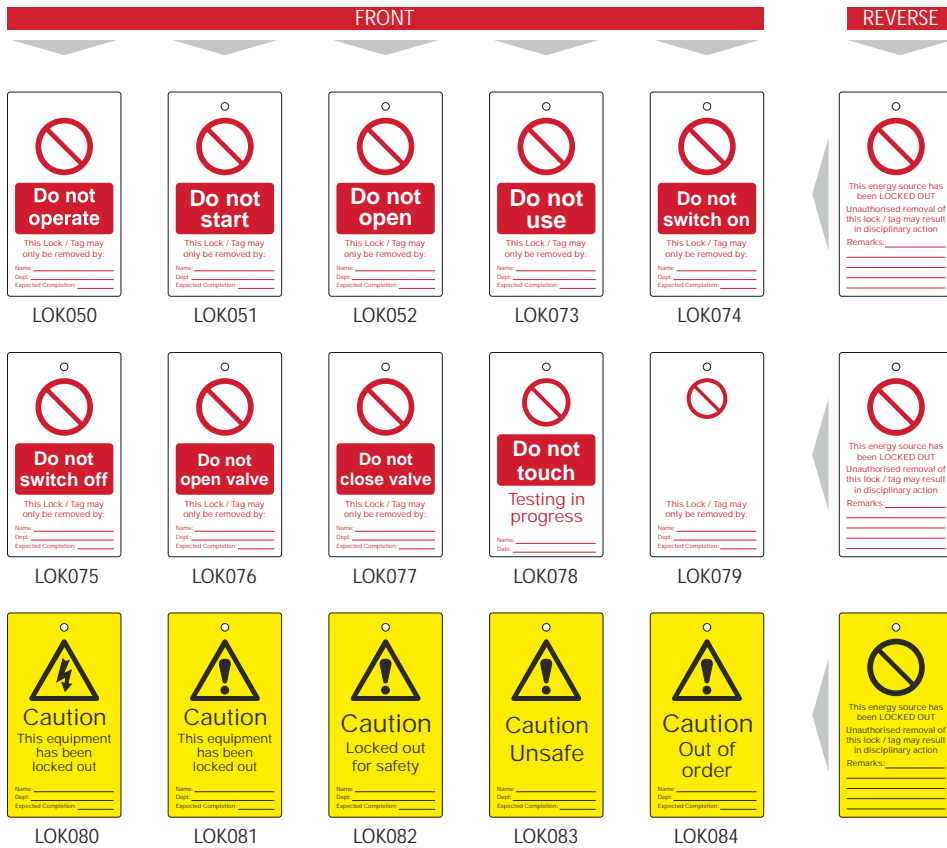 FRONT
REVERSE
Do not
operate
This Lock / Tag may
only be removed by:
Name:
Dept:
Expected Completion:
LOK050
Do not
start
This Lock / Tag may
only be removed by:
Name:
Dept:
Expected Completion:
LOK051
Do not
open
This Lock / Tag may
only be removed by:
Name:
Dept:
Expected Completion:
LOK052
Do not
use
This Lock / Tag may
only be removed by:
Name:
Dept:
Expected Completion:
LOK073
Do not
switch on
This Lock / Tag may
only be removed by:
Name:
Dept:
Expected Completion:
LOK074
This energy source has
been LOCKED OUT
Unauthorised removal of
this lock / tag may result
in disciplinary action
Remarks:
Do not
switch off
This Lock / Tag may
only be removed by:
Name:
Dept:
Expected Completion:
LOK075
Do not
open valve
This Lock / Tag may
only be removed by:
Name:
Dept:
Expected Completion:
LOK076
Do not
close valve
This Lock / Tag may
only be removed by:
Name:
Dept:
Expected Completion:
LOK077
Do not
touch
Testing in
progress
Name:
Date:
LOK078
This Lock / Tag may
only be removed by:
Name:
Dept:
Expected Completion:
LOK079
This energy source has
been LOCKED OUT
Unauthorised removal of
this lock / tag may result
in disciplinary action
Remarks:
Caution
This equipment
has been
locked out
Name:
Dept:
Expected Completion:
LOK080
Caution
This equipment
has been
locked out
Name:
Dept:
Expected Completion:
LOK081
Caution
Locked out
for safety
Name:
Dept:
Expected Completion:
LOK082
Caution
Unsafe
Name:
Dept:
Expected Completion:
LOK083
Caution
Out of
order
Name:
Dept:
Expected Completion:
LOK084
This energy source has
been LOCKED OUT
Unauthorised removal of
this lock / tag may result
in disciplinary action
Remarks: